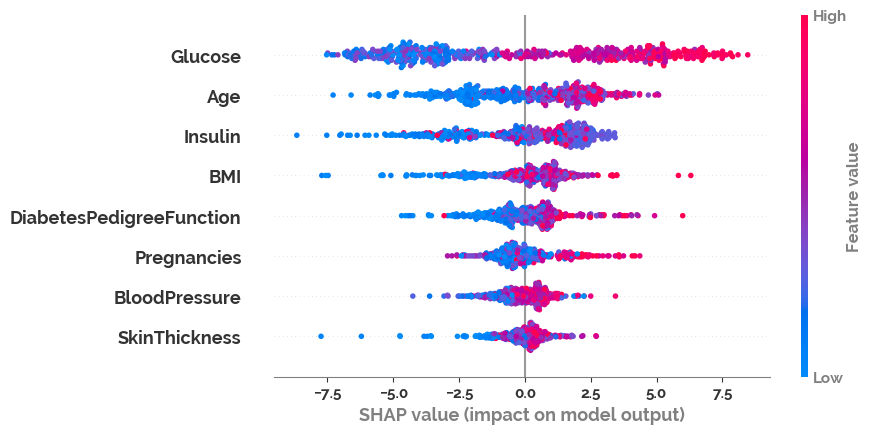 High
Glucose
Age
Insulin
BMI
DiabetesPedigreeFunction
Pregnancies
BloodPressure
SkinThickness
Feature value
Low
−7.5 −5.0 −2.5 0.0 2.5 5.0 7.5
SHAP value (impact on model output)